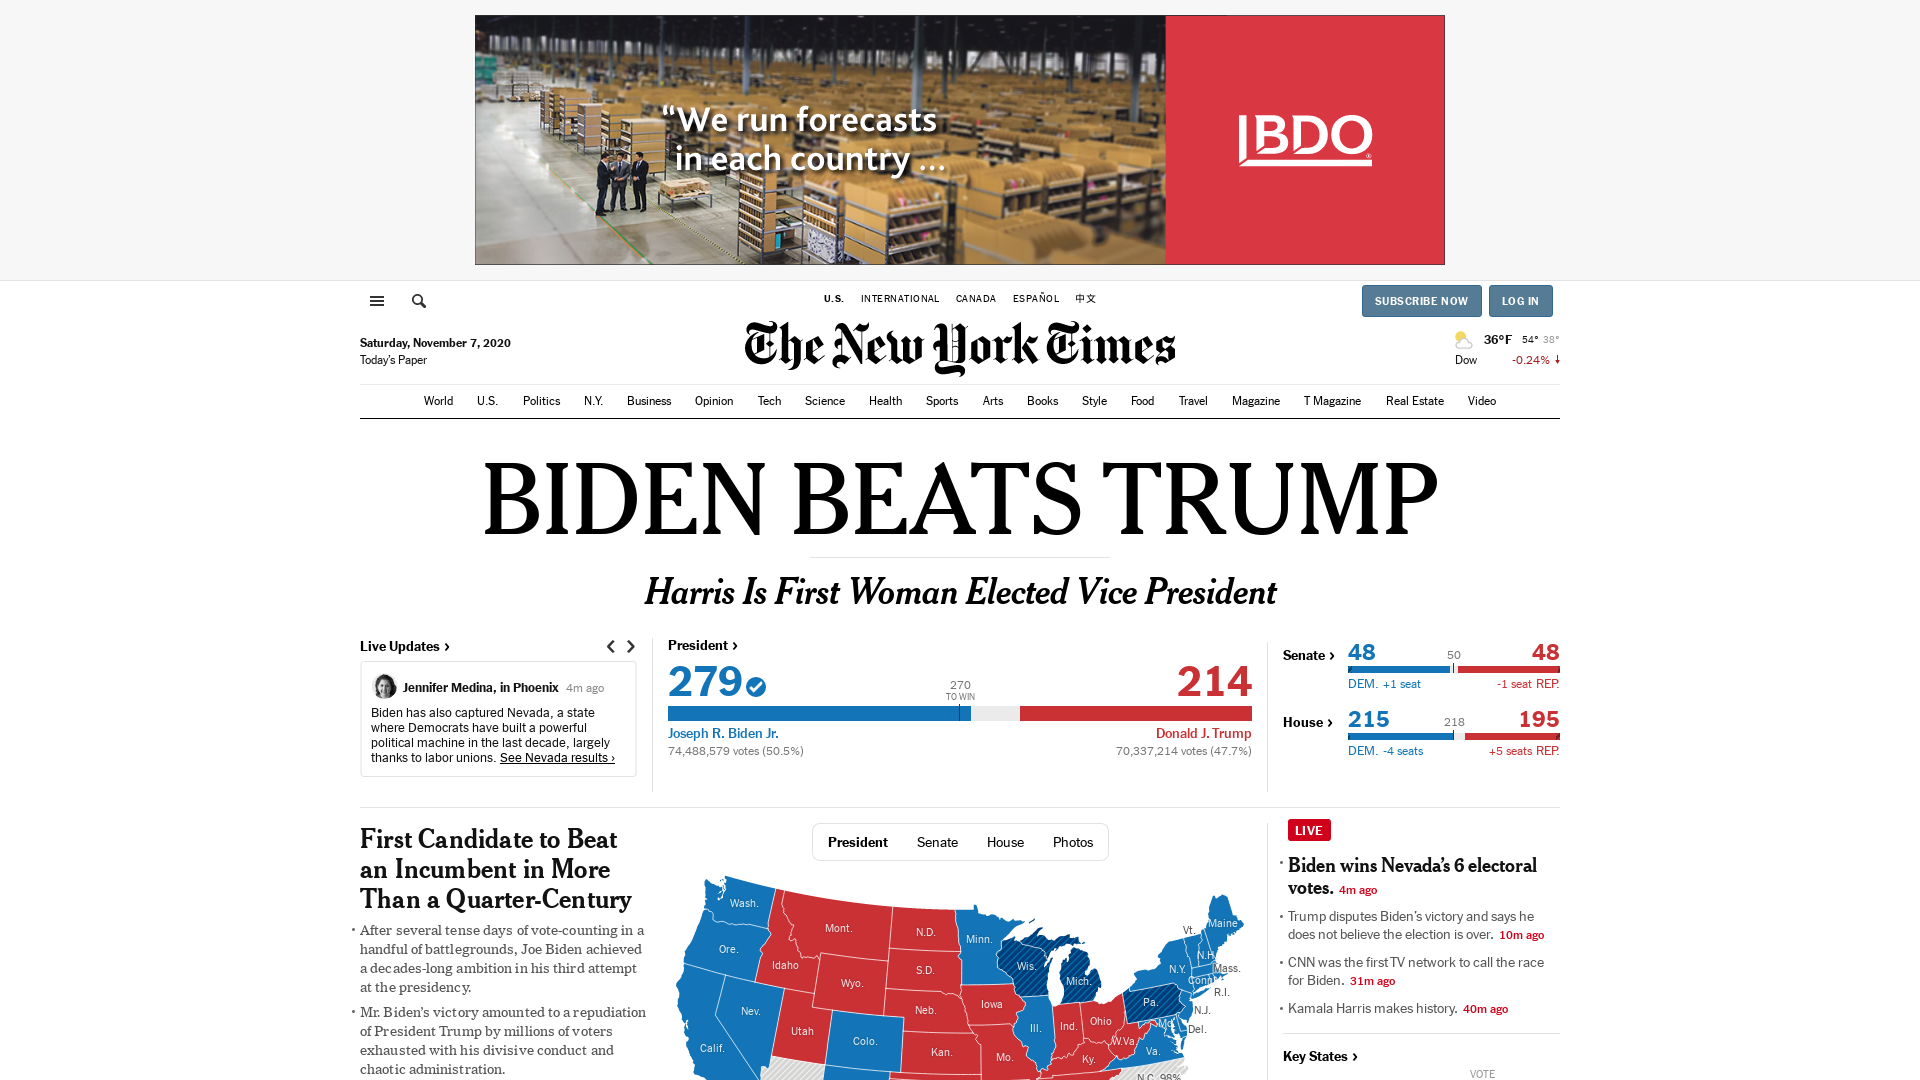 “We run forecasts
in each country ...
BDO
U.S. INTERNATIONAL CANADA ESPAÑOL 中文
SUBSCRIBE NOW LOG IN
Saturday, November 7, 2020
Today’s Paper
The New York Times
36°F 54° 38°
Dow -0.24%
World U.S. Politics N.Y. Business Opinion Tech Science Health Sports Arts Books Style Food Travel Magazine T Magazine Real Estate Video
BIDEN BEATS TRUMP
Harris Is First Woman Elected Vice President
Live Updates ›
Jennifer Medina, in Phoenix 4m ago
Biden has also captured Nevada, a state
where Democrats have built a powerful
political machine in the last decade, largely
thanks to labor unions. See Nevada results ›
President ›
279 214
270
TO WIN
Joseph R. Biden Jr. Donald J. Trump
74,488,579 votes (50.5%) 70,337,214 votes (47.7%)
Senate › 48 50 48
DEM. +1 seat -1 seat REP.
House › 215 218 195
DEM. -4 seats +5 seats REP.
First Candidate to Beat
an Incumbent in More
Than a Quarter-Century
• After several tense days of vote-counting in a
handful of battlegrounds, Joe Biden achieved
a decades-long ambition in his third attempt
at the presidency.
• Mr. Biden’s victory amounted to a repudiation
of President Trump by millions of voters
exhausted with his divisive conduct and
chaotic administration.
President Senate House Photos
Wash. Mont. N.D. Minn. Vt. Maine
Ore. Idaho S.D. Wis. Mich. N.Y. N.H.
Mass.
Wyo. Iowa Conn. R.I.
Nev. Neb. Pa. N.J.
Utah Ill. Ind. Ohio Md. Del.
Calif. Colo. Kan. Mo. Ky. W.Va. Va.
N.C. 98%
LIVE
• Biden wins Nevada’s 6 electoral
votes. 4m ago
• Trump disputes Biden’s victory and says he
does not believe the election is over. 10m ago
• CNN was the first TV network to call the race
for Biden. 31m ago
• Kamala Harris makes history. 40m ago
Key States ›
VOTE